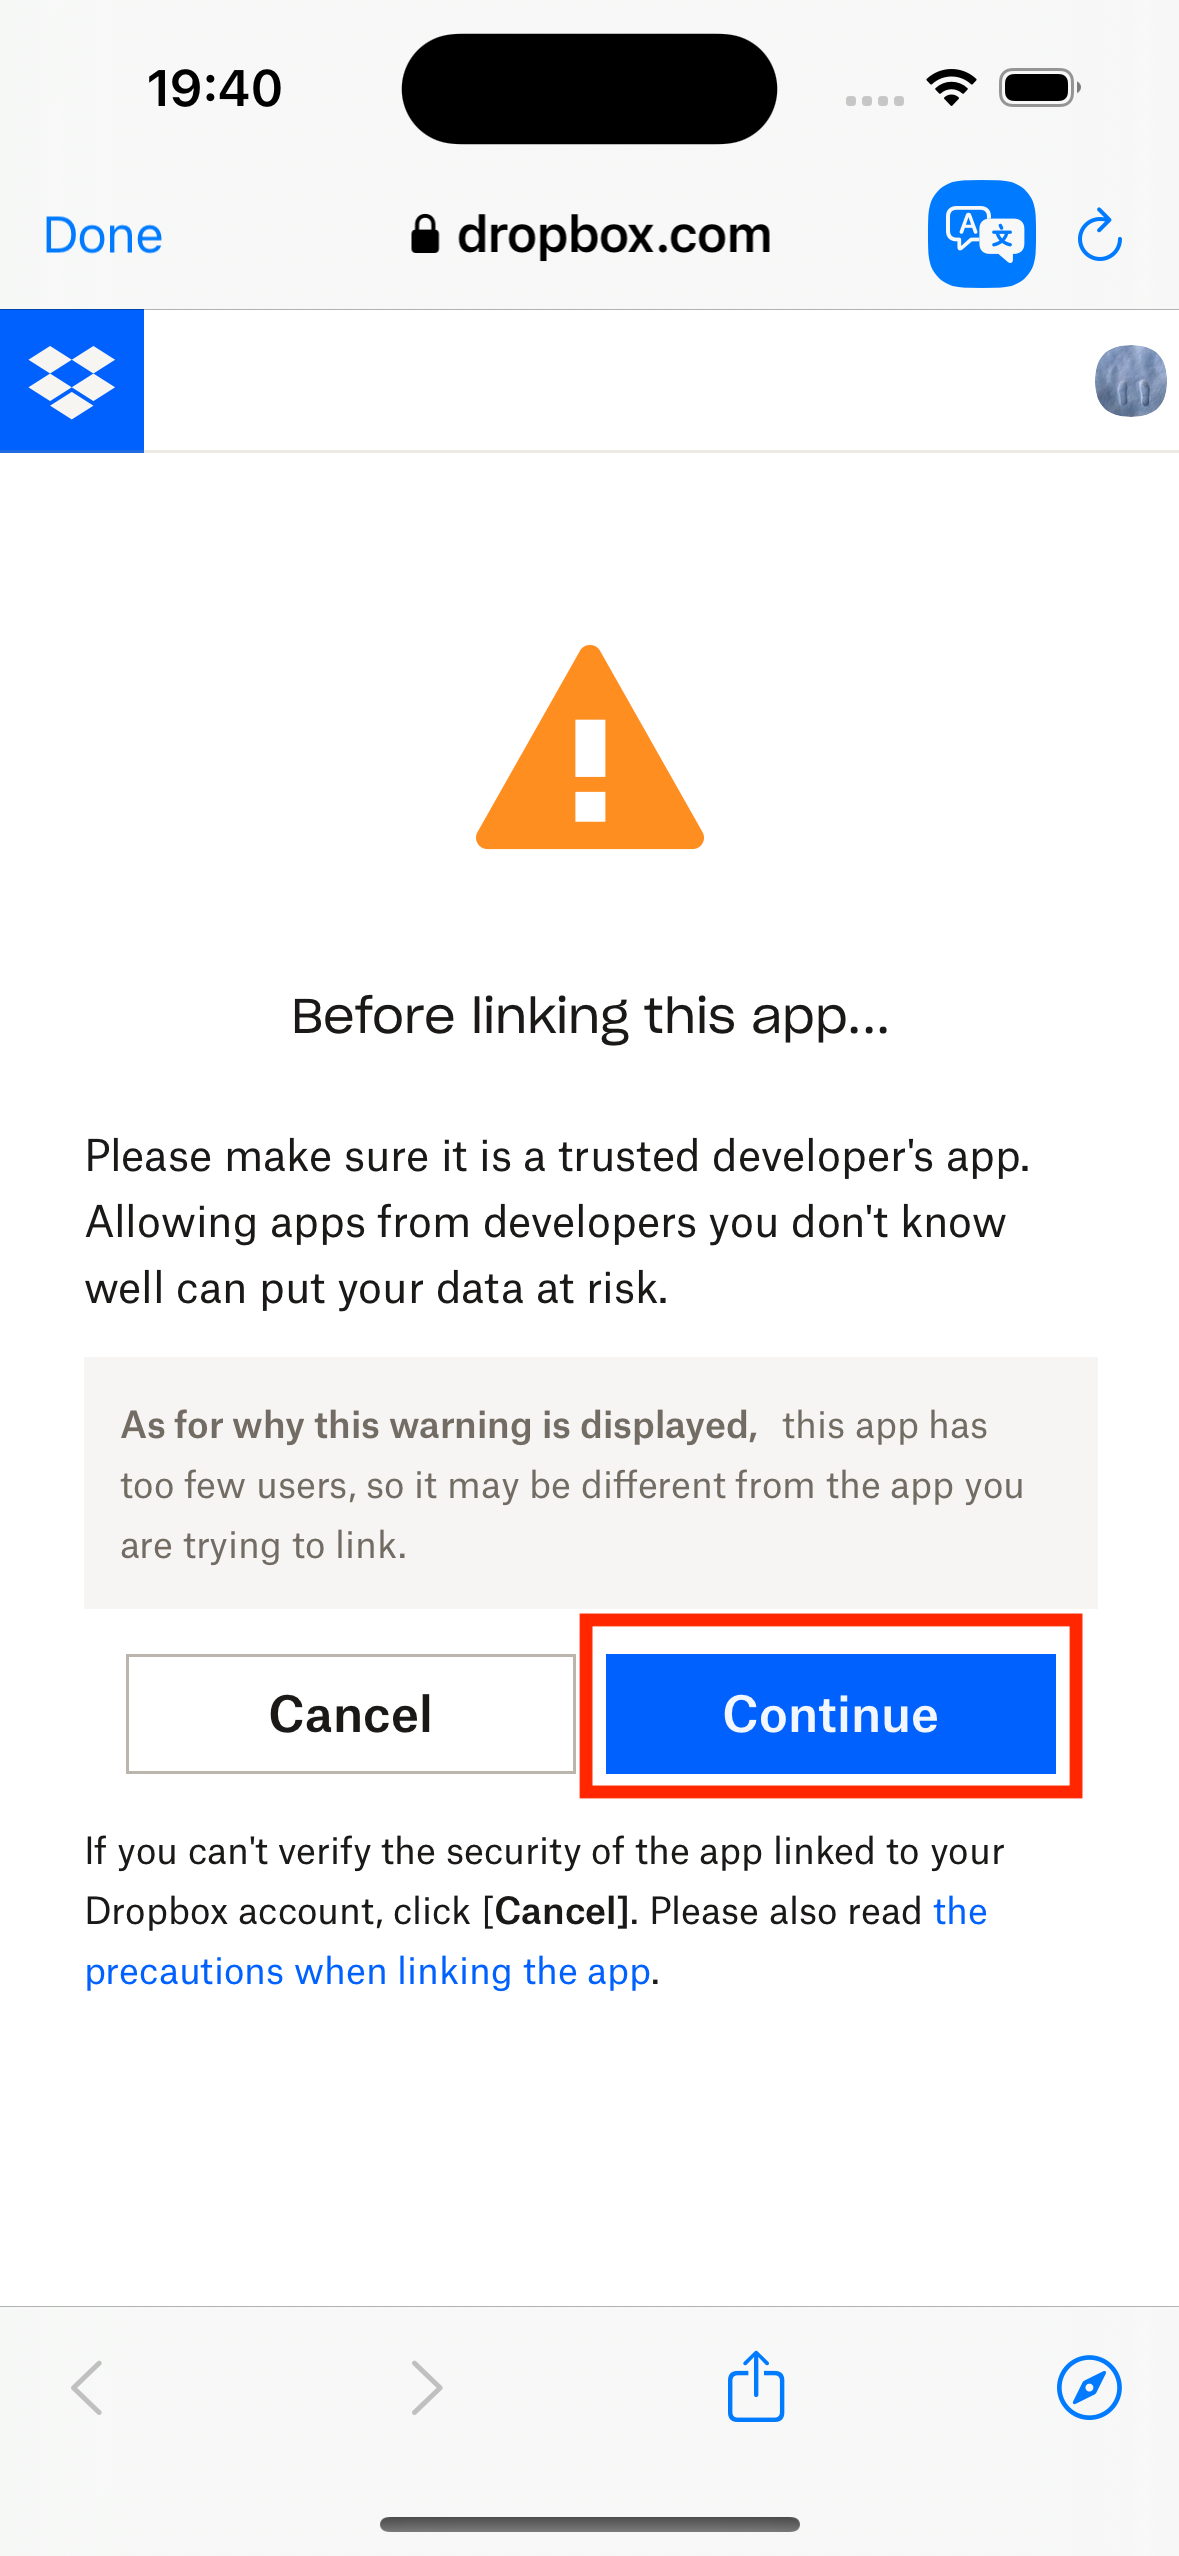 19:40
Done
dropbox.com
A 文
Before linking this app...
Please make sure it is a trusted developer's app.
Allowing apps from developers you don't know
well can put your data at risk.
As for why this warning is displayed, this app has
too few users, so it may be different from the app you
are trying to link.
Cancel
Continue
If you can't verify the security of the app linked to your
Dropbox account, click [Cancel]. Please also read the
precautions when linking the app.